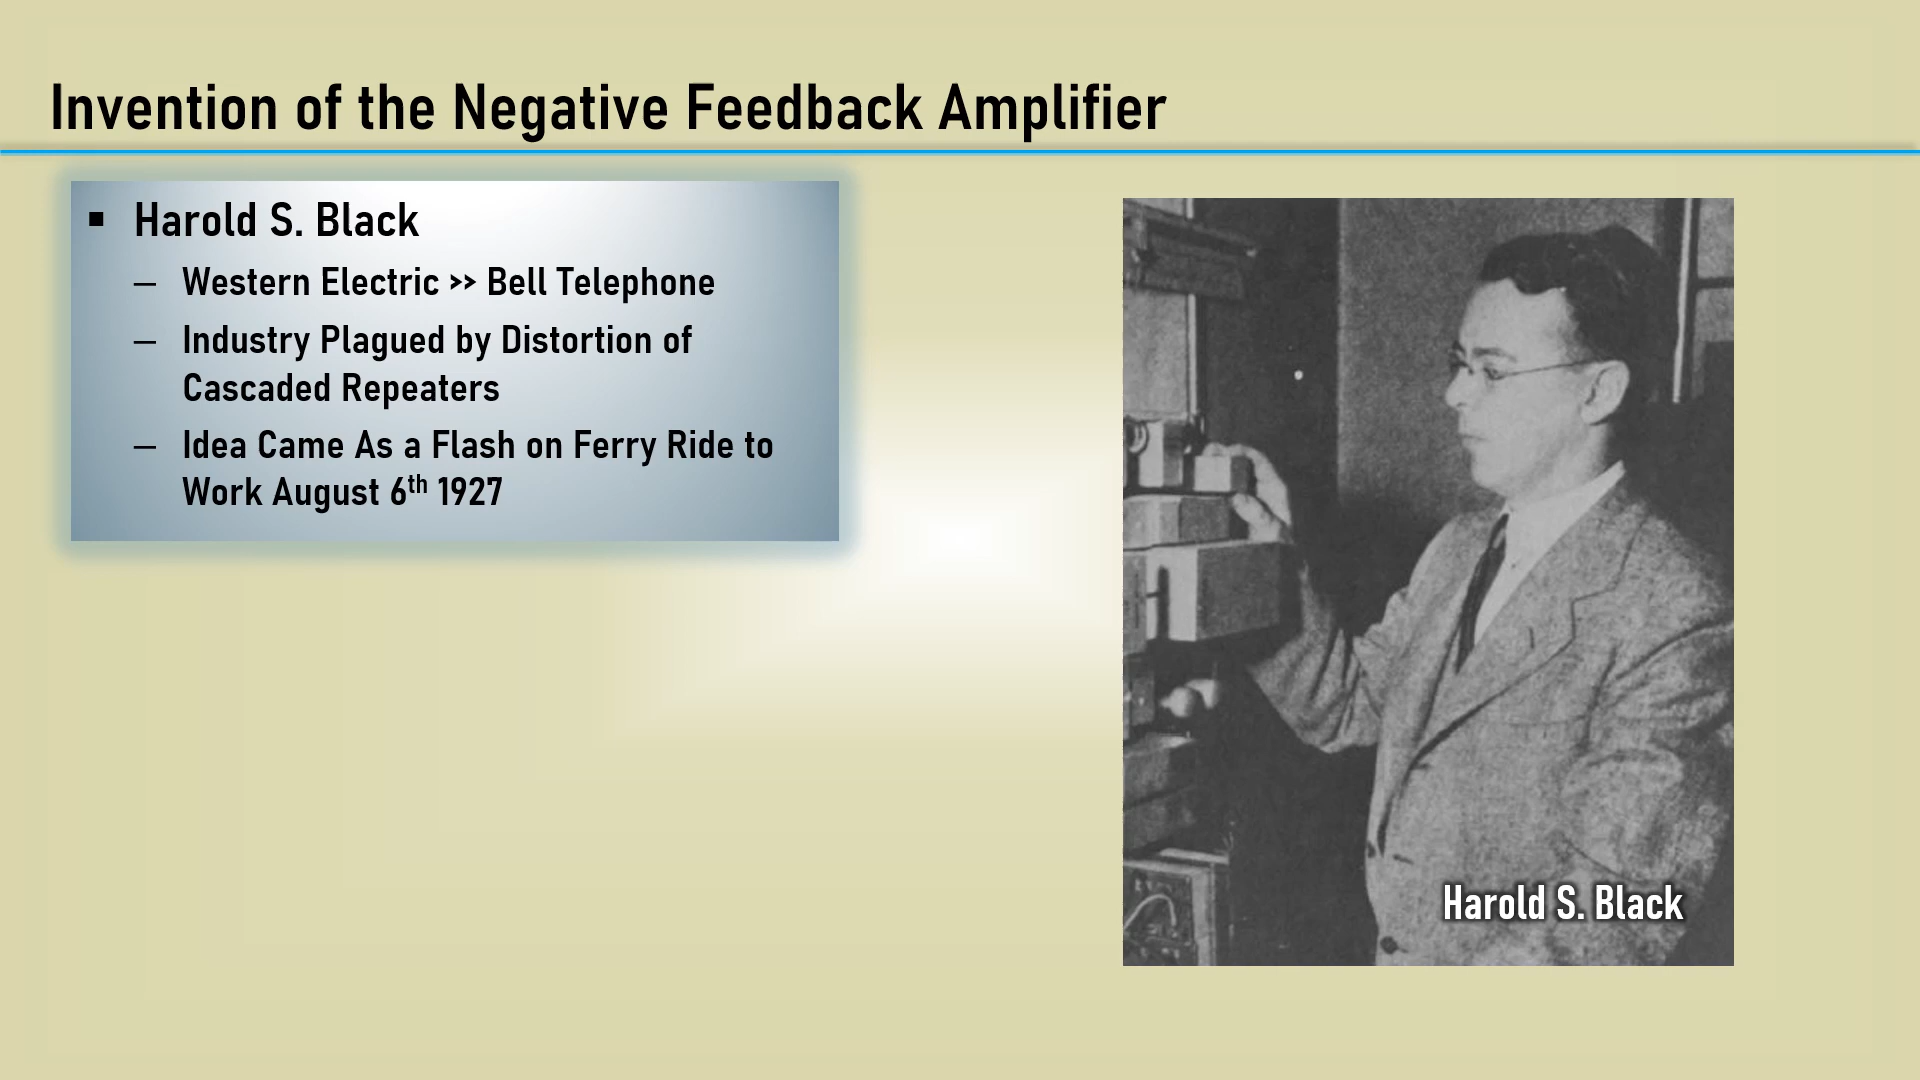 Invention of the Negative Feedback Amplifier
▪ Harold S. Black
– Western Electric >> Bell Telephone
– Industry Plagued by Distortion of
Cascaded Repeaters
– Idea Came As a Flash on Ferry Ride to
Work August 6th 1927
Harold S. Black